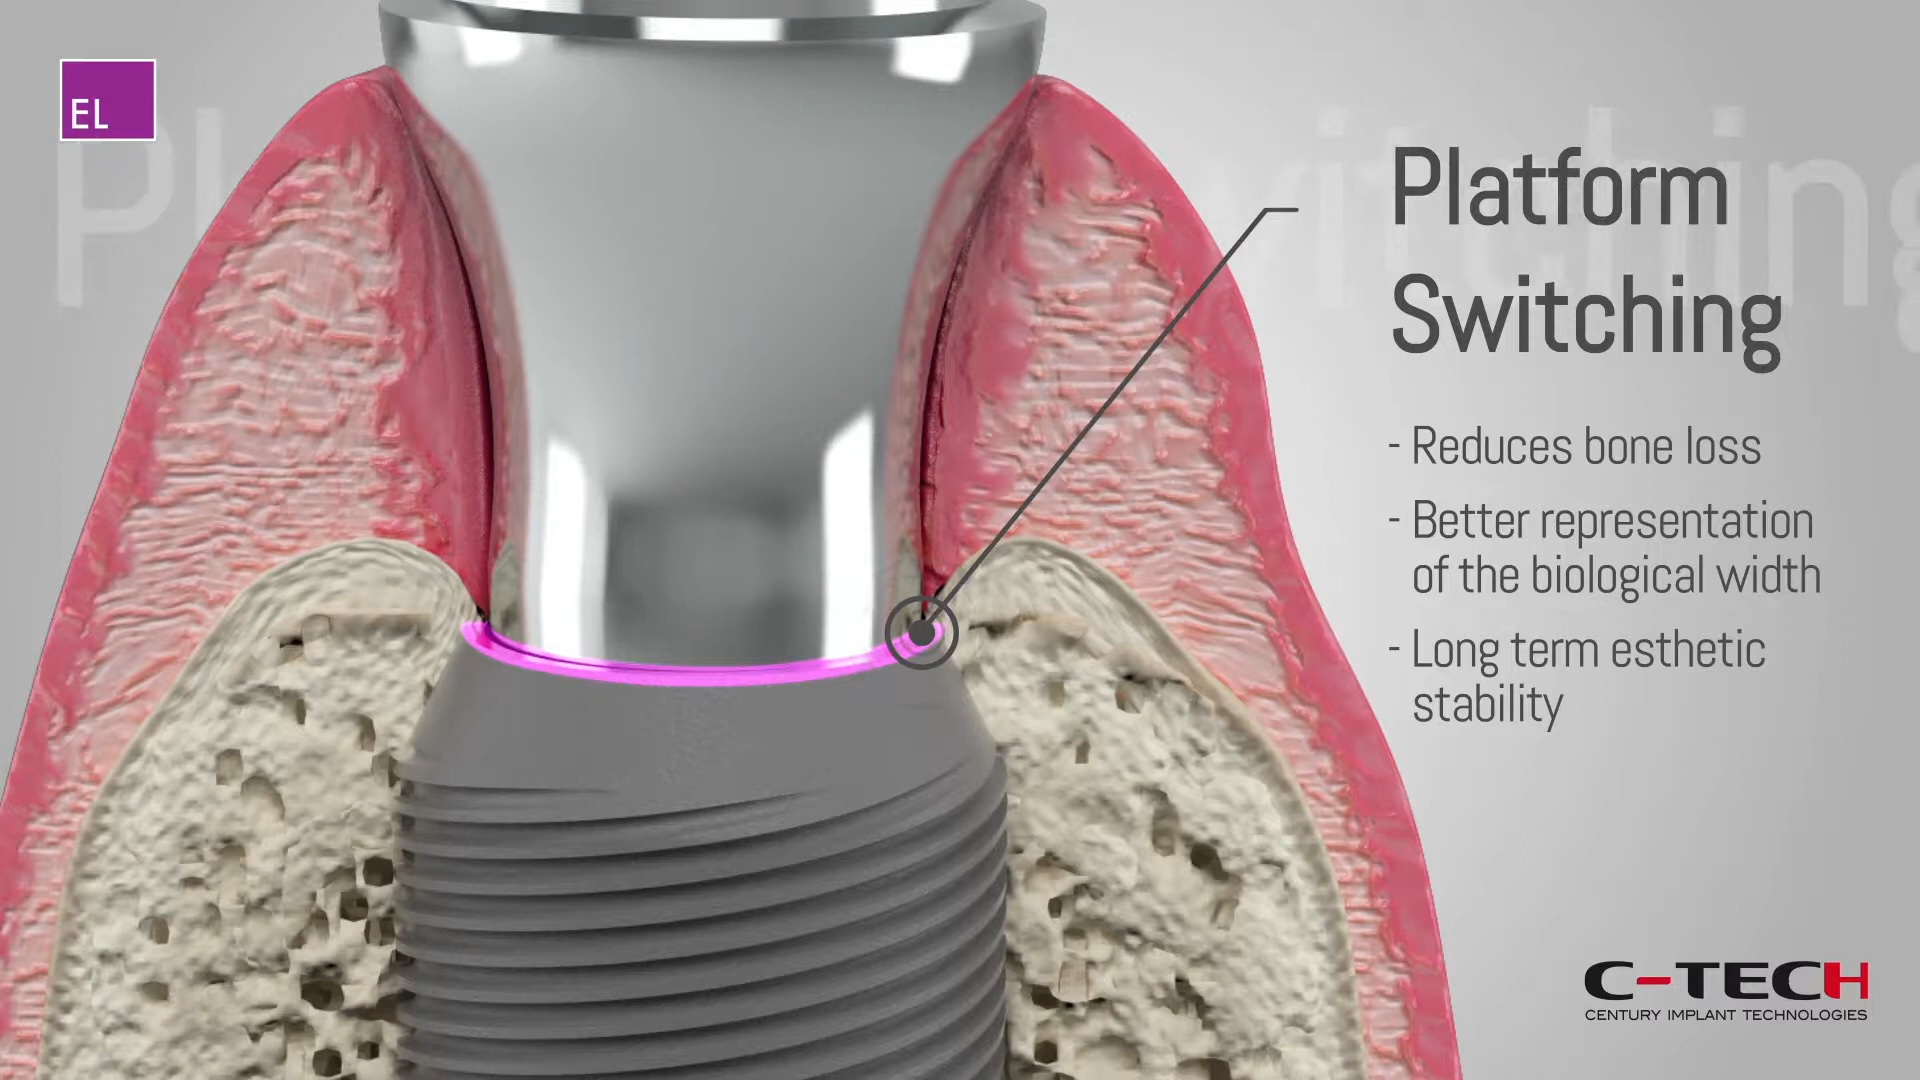 EL
Platform
Switching
- Reduces bone loss
- Better representation
of the biological width
- Long term esthetic
stability
C-TECH
CENTURY IMPLANT TECHNOLOGIES